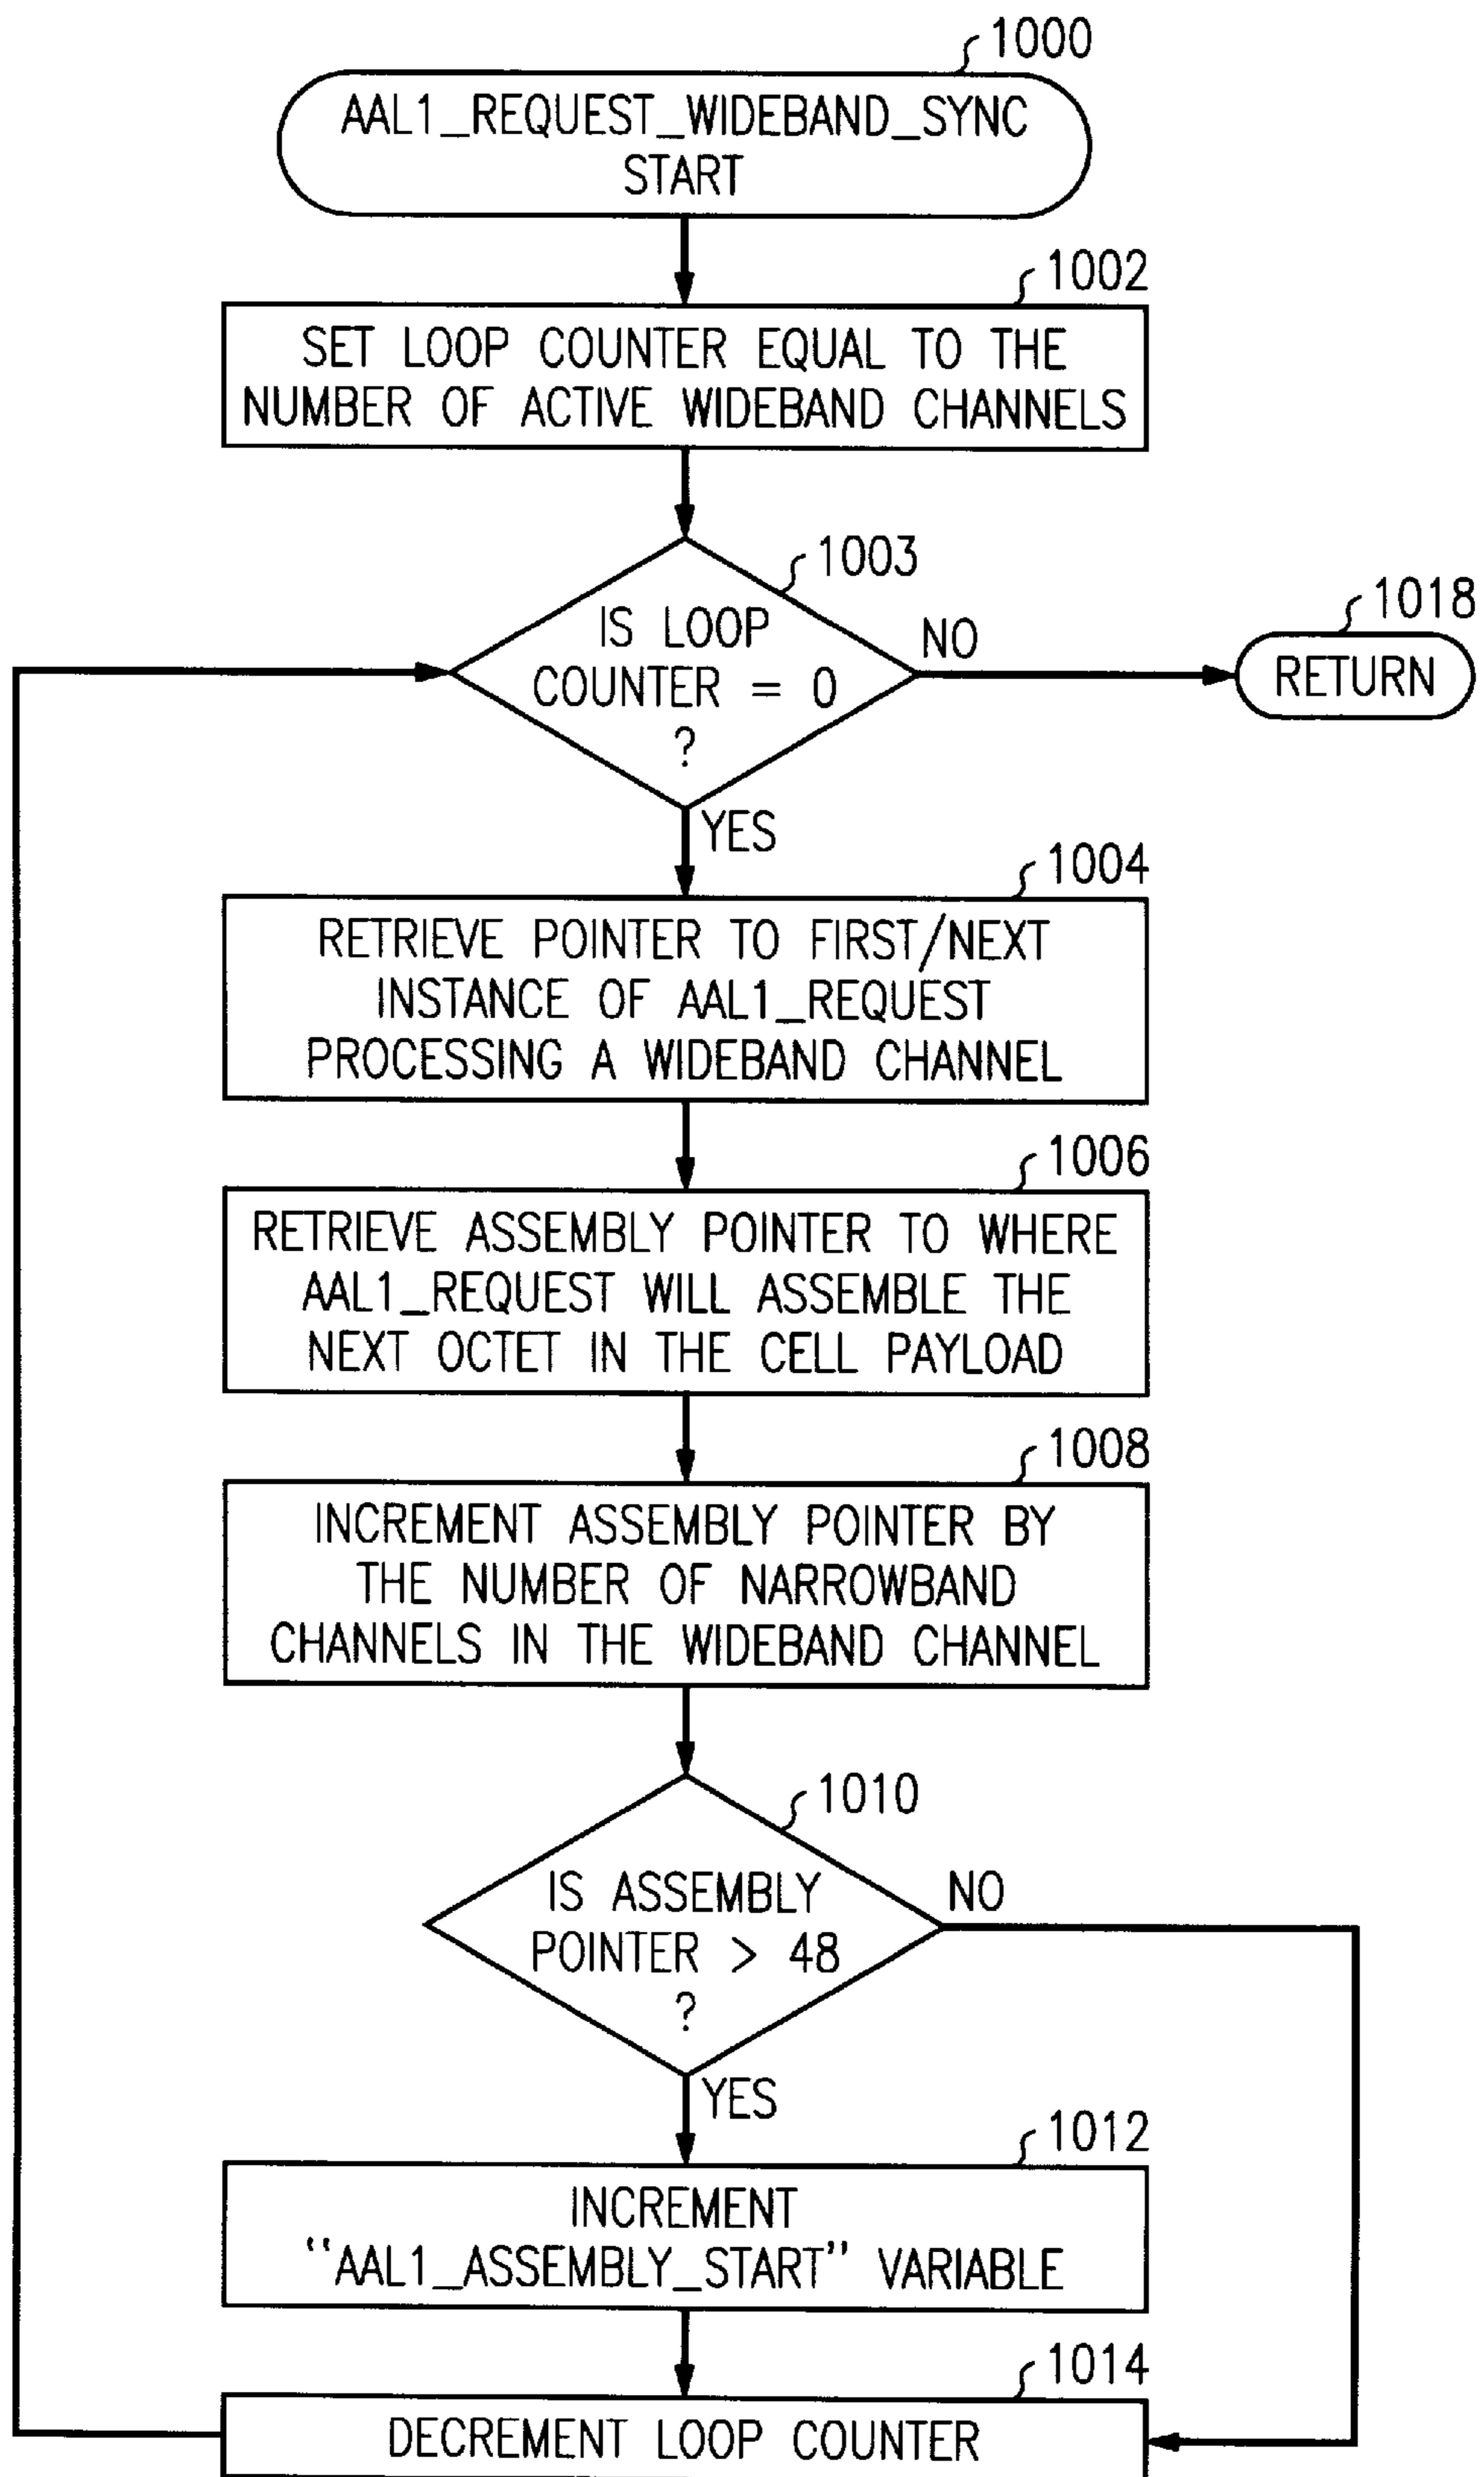 1000
AAL1_REQUEST_WIDEBAND_SYNC
START
1002
SET LOOP COUNTER EQUAL TO THE
NUMBER OF ACTIVE WIDEBAND CHANNELS
1003
IS LOOP
COUNTER = 0
?
NO
1018
RETURN
YES
1004
RETRIEVE POINTER TO FIRST/NEXT
INSTANCE OF AAL1_REQUEST
PROCESSING A WIDEBAND CHANNEL
1006
RETRIEVE ASSEMBLY POINTER TO WHERE
AAL1_REQUEST WILL ASSEMBLE THE
NEXT OCTET IN THE CELL PAYLOAD
1008
INCREMENT ASSEMBLY POINTER BY
THE NUMBER OF NARROWBAND
CHANNELS IN THE WIDEBAND CHANNEL
1010
IS ASSEMBLY
POINTER > 48
?
NO
YES
1012
INCREMENT
“AAL1_ASSEMBLY_START” VARIABLE
1014
DECREMENT LOOP COUNTER